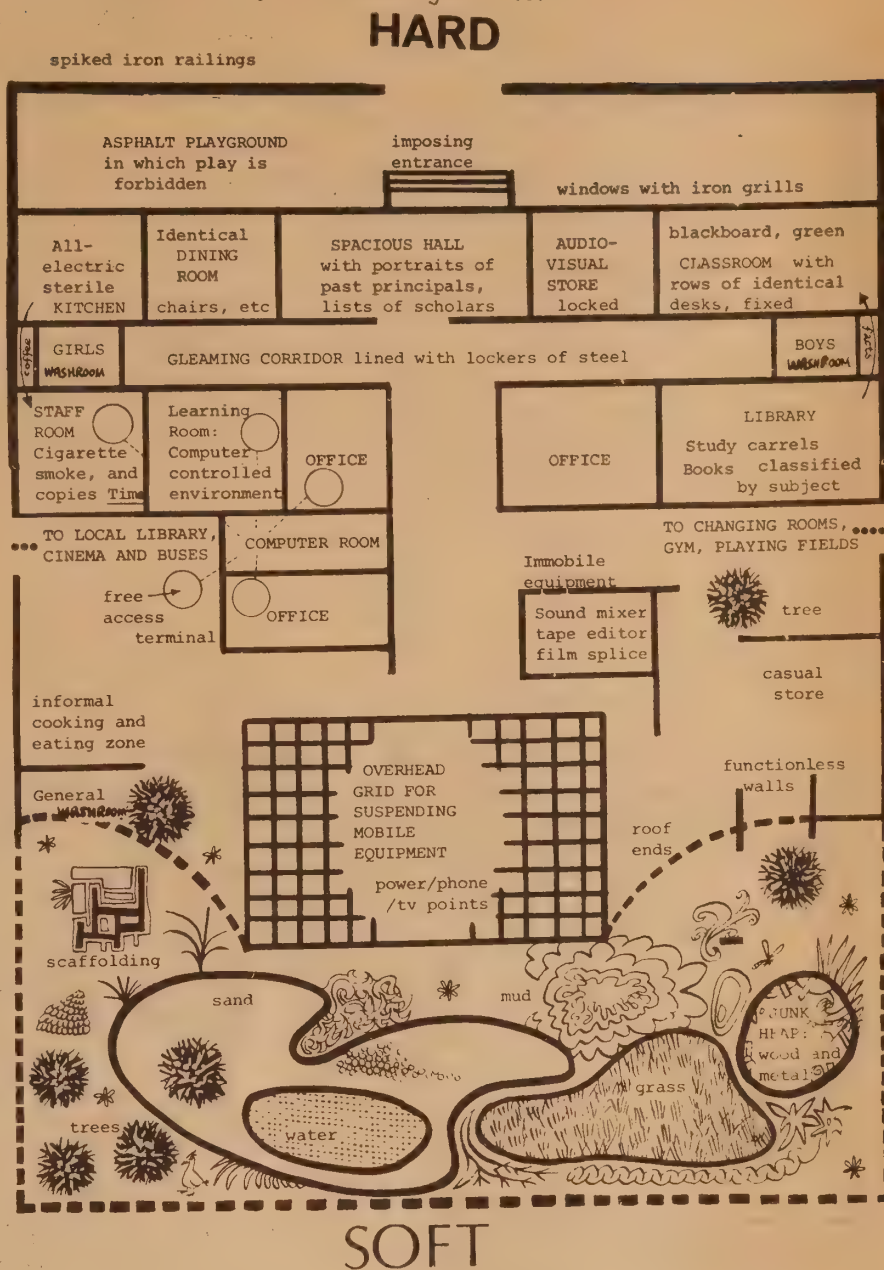 HARD
spiked iron railings
ASPHALT PLAYGROUND
in which play is
forbidden
imposing
entrance
windows with iron grills
All-
electric
sterile
KITCHEN
Identical
DINING
ROOM
chairs, etc
SPACIOUS HALL
with portraits of
past principals,
lists of scholars
AUDIO-
VISUAL
STORE
locked
blackboard, green
CLASSROOM with
rows of identical
desks, fixed
coffee
GIRLS
WASHROOM
GLEAMING CORRIDOR lined with lockers of steel
BOYS
WASHROOM
facts
STAFF
ROOM
Cigarette
smoke, and
copies Time
Learning
Room:
Computer
controlled
environment
OFFICE
OFFICE
LIBRARY
Study carrels
Books classified
by subject
TO LOCAL LIBRARY,
CINEMA AND BUSES
COMPUTER ROOM
TO CHANGING ROOMS,
GYM, PLAYING FIELDS
free
access
terminal
OFFICE
Immobile
equipment
Sound mixer
tape editor
film splice
tree
casual
store
informal
cooking and
eating zone
General
WASHROOM
OVERHEAD
GRID FOR
SUSPENDING
MOBILE
EQUIPMENT
power/phone
/tv points
functionless
walls
roof
ends
scaffolding
sand
mud
JUNK
HEAP:
wood and
metal
grass
trees
water
SOFT